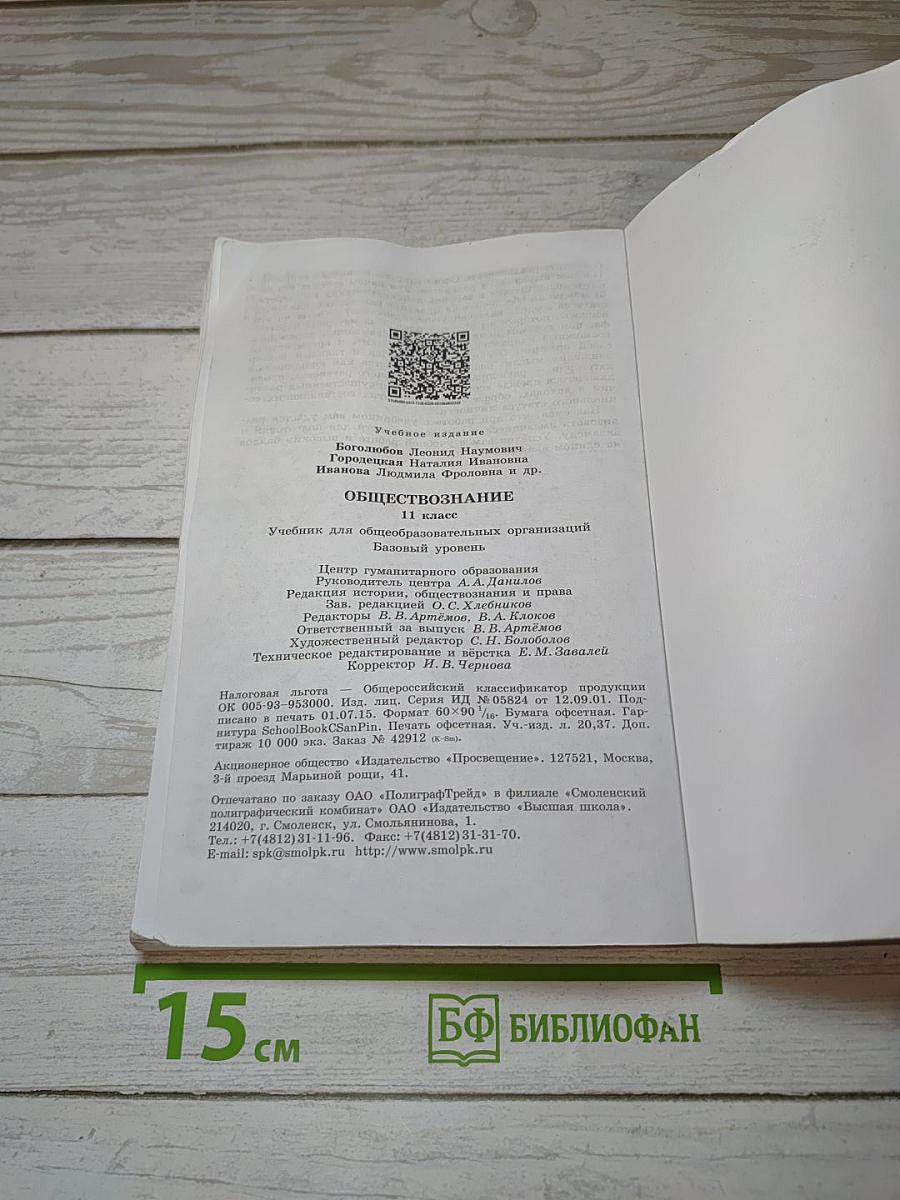 Учебное издание
Боголюбов Леонид Наумович
Городецкая Наталия Ивановна
Иванова Людмила Фроловна и др.
ОБЩЕСТВОЗНАНИЕ
11 класс
Учебник для общеобразовательных организаций
Базовый уровень
Центр гуманитарного образования
Руководитель центра А. А. Данилов
Редакция истории, обществознания и права
Зав. редакцией О. С. Хлебников
Редакторы В. В. Артёмов, В. А. Клоков
Ответственный за выпуск В. В. Артёмов
Художественный редактор С. Н. Болоболов
Техническое редактирование и вёрстка Е. М. Завалей
Корректор И. В. Чернова
Налоговая льгота — Общероссийский классификатор продукции
ОК 005-93–953000. Изд. лиц. Серия ИД № 05824 от 12.09.01. Под-
писано в печать 01.07.15. Формат 60×90 1/16. Бумага офсетная. Гар-
нитура SchoolBookCSanPin. Печать офсетная. Уч.-изд. л. 20,37. Доп.
тираж 10 000 экз. Заказ № 42912 (K-Sm).
Акционерное общество «Издательство «Просвещение». 127521, Москва,
3-й проезд Марьиной рощи, 41.
Отпечатано по заказу ОАО «ПолиграфТрейд» в филиале «Смоленский
полиграфический комбинат» ОАО «Издательство «Высшая школа».
214020, г. Смоленск, ул. Смольянинова, 1.
Тел.: +7(4812) 31-11-96. Факс: +7(4812) 31-31-70.
E-mail: spk@smolpk.ru http://www.smolpk.ru
15 см
БФ БИБЛИОФАН